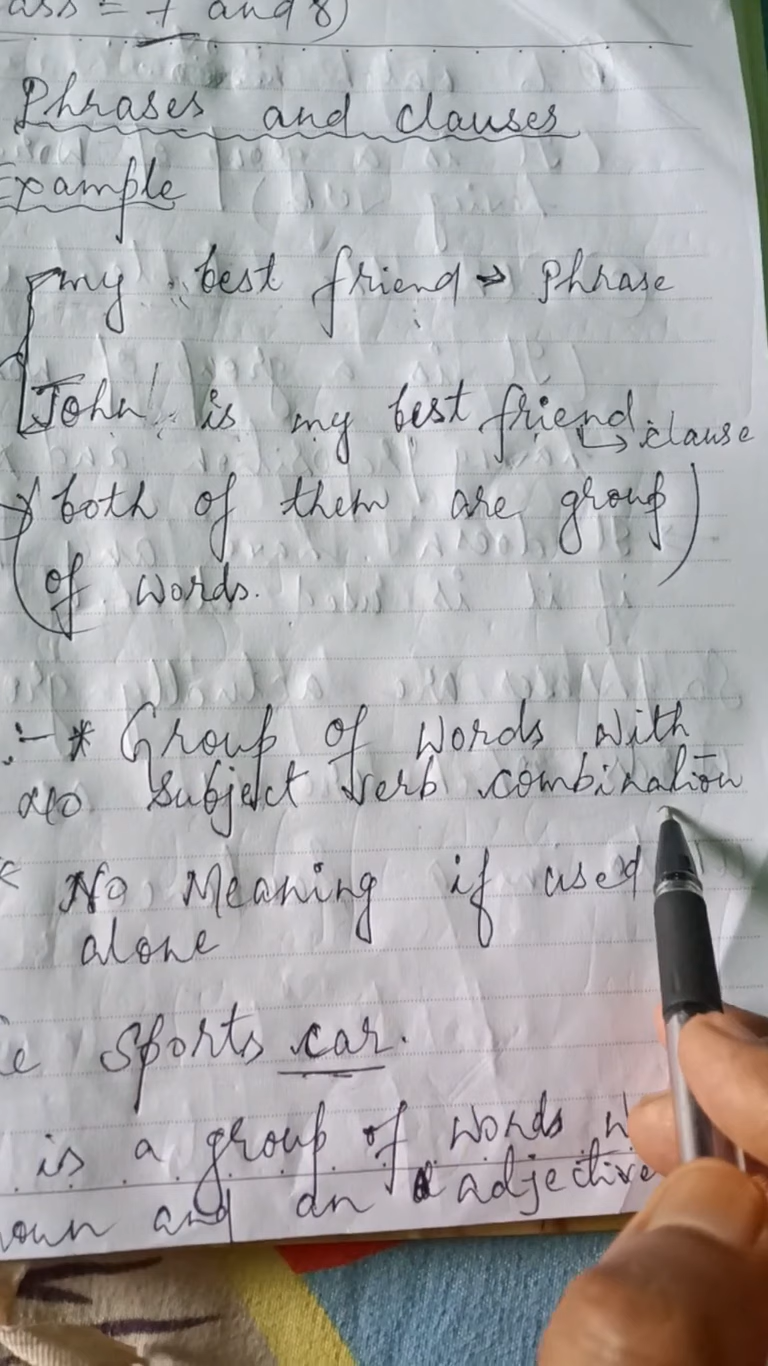 = 7 and 8)
Phrases and clauses
Example
my best friend → Phrase
John is my best friend
↳ clause
both of them are group
of words.
:- * Group of words with
no subject verb combination
* No Meaning if used
alone
sports car.
is a group of words
noun and an adjective